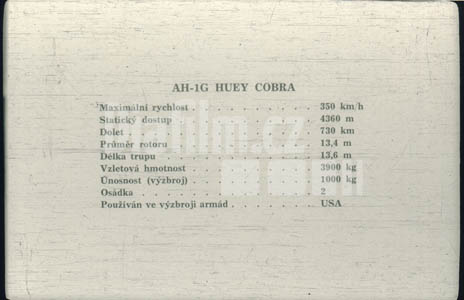 AH-1G HUEY COBRA
Maximální rychlost . . . . . . . . . . . 350 km/h
Statický dostup . . . . . . . . . . . . 4360 m
Dolet . . . . . . . . . . . . . . . . 730 km
Průměr rotoru . . . . . . . . . . . . 13,4 m
Délka trupu . . . . . . . . . . . . . 13,6 m
Vzletová hmotnost . . . . . . . . . . . 3900 kg
Únosnost (výzbroj) . . . . . . . . . . . 1000 kg
Osádka . . . . . . . . . . . . . . . 2
Používán ve výzbroji armád . . . . . . . . USA